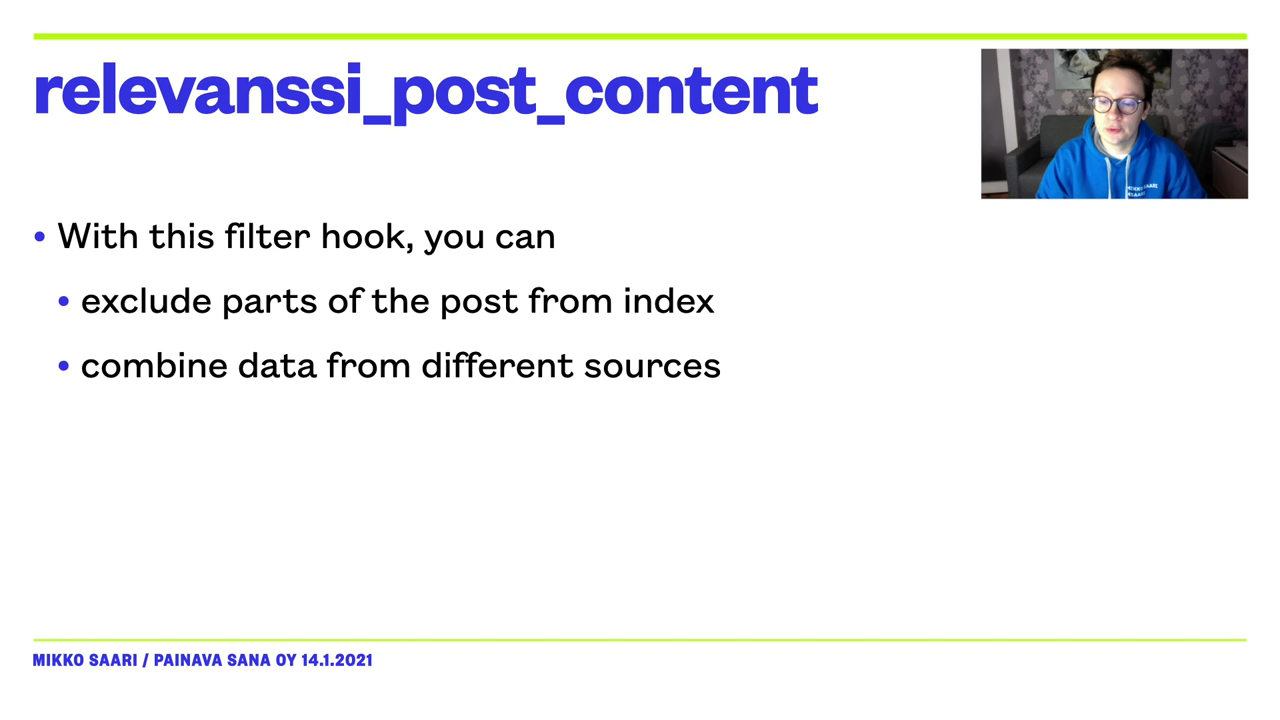 relevanssi_post_content
• With this filter hook, you can
• exclude parts of the post from index
• combine data from different sources
MIKKO SAARI / PAINAVA SANA OY 14.1.2021